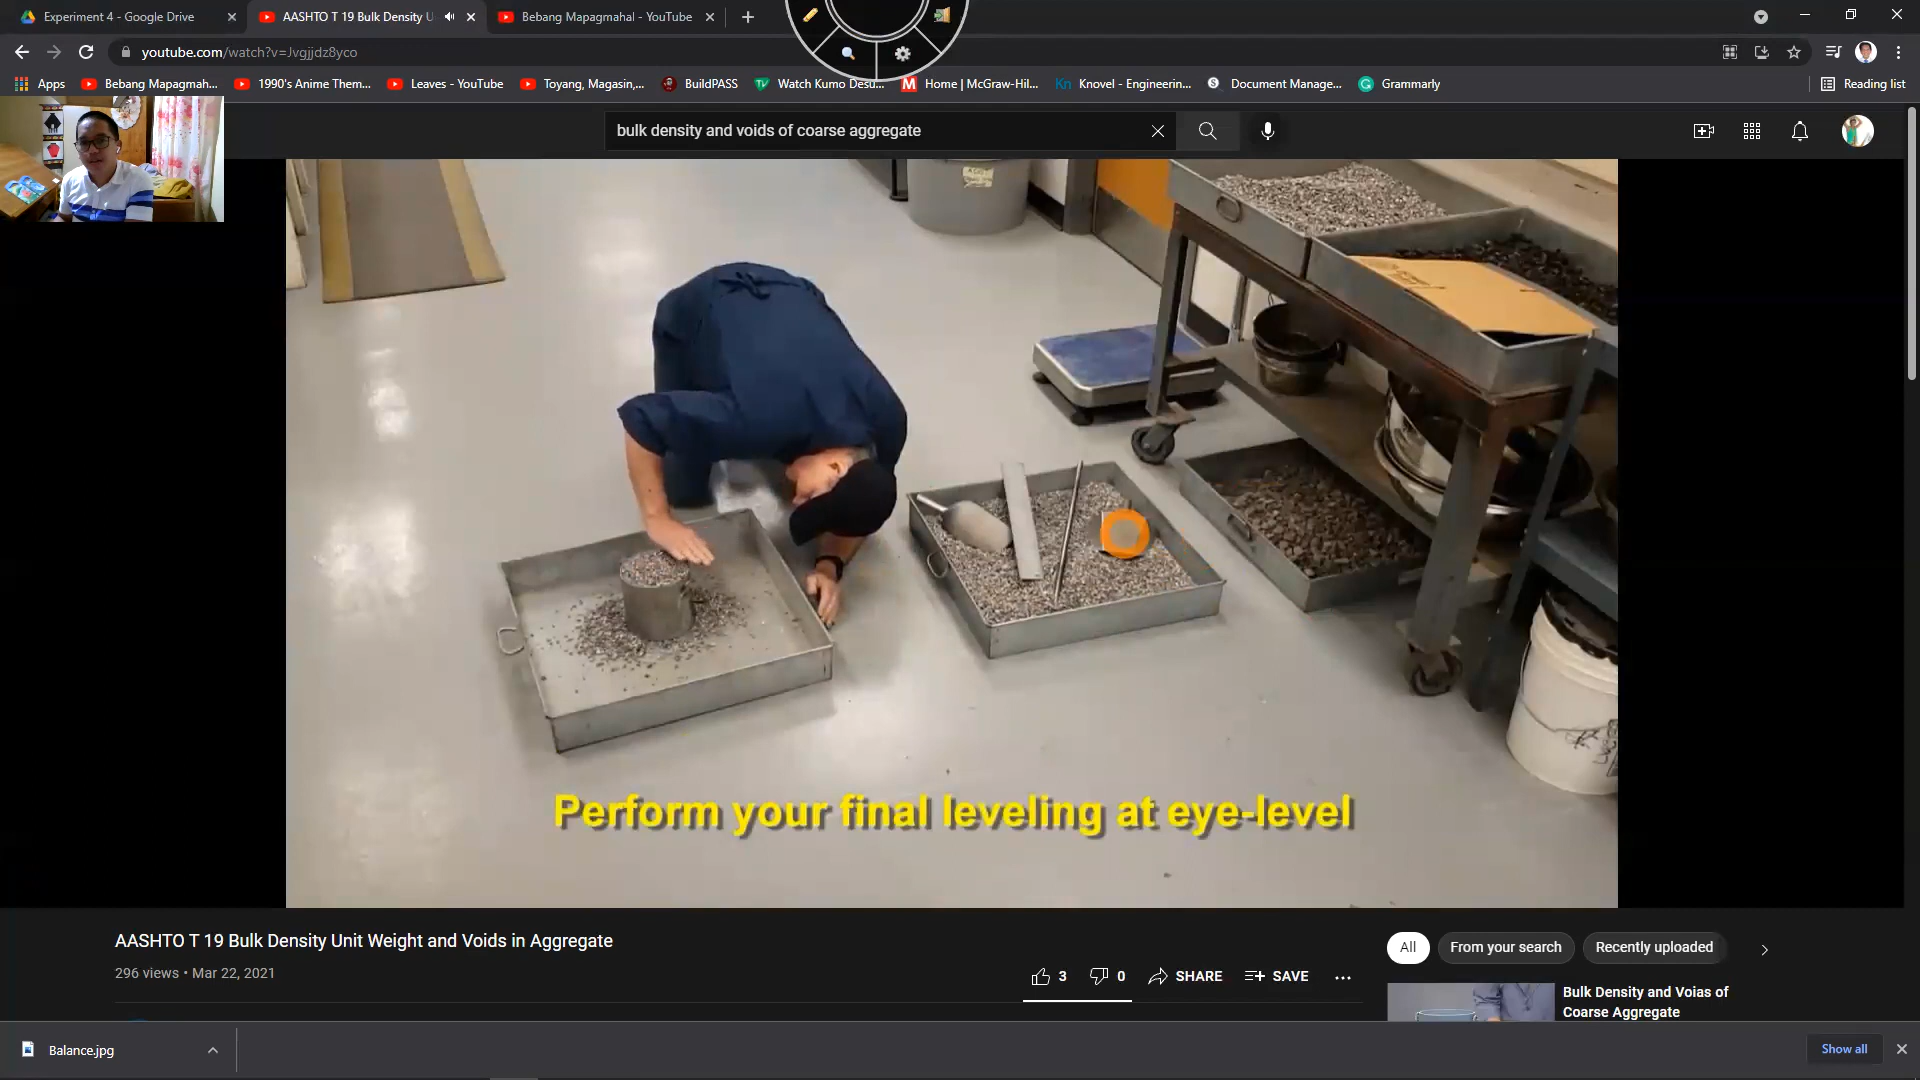 Experiment 4 - Google Drive
AASHTO T 19 Bulk Density U
Bebang Mapagmahal - YouTube
youtube.com/watch?v=Jvgjjdz8yco
Apps
Bebang Mapagmah...
1990's Anime Them...
Leaves - YouTube
Toyang, Magasin,...
BuildPASS
Watch Kumo Desu...
Home | McGraw-Hil...
Knovel - Engineerin...
Document Manage...
Grammarly
Reading list
bulk density and voids of coarse aggregate
Perform your final leveling at eye-level
AASHTO T 19 Bulk Density Unit Weight and Voids in Aggregate
296 views • Mar 22, 2021
3
0
SHARE
SAVE
All
From your search
Recently uploaded
Bulk Density and Voias of
Coarse Aggregate
Balance.jpg
Show all